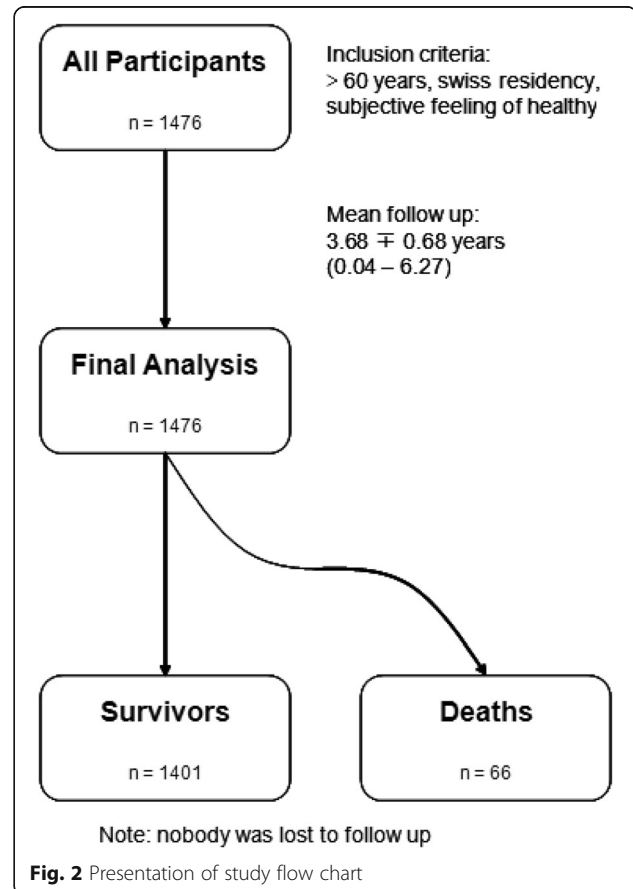 All Participants
n = 1476
Inclusion criteria:
> 60 years, swiss residency,
subjective feeling of healthy
Mean follow up:
3.68 ∓ 0.68 years
(0.04 – 6.27)
Final Analysis
n = 1476
Survivors
n = 1401
Deaths
n = 66
Note: nobody was lost to follow up
Fig. 2 Presentation of study flow chart